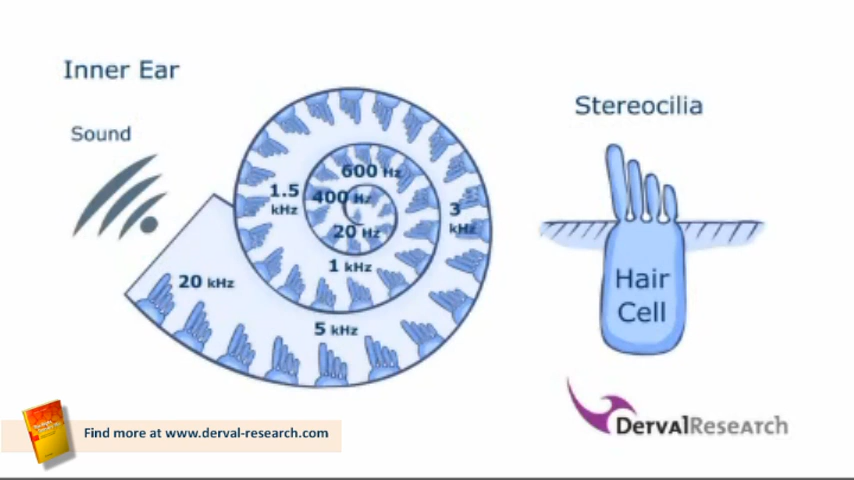 Inner Ear
Sound
Stereocilia
600 Hz
1.5
kHz
400 Hz
3
kHz
20 Hz
1 kHz
20 kHz
5 kHz
Hair
Cell
DervalResearch
Find more at www.derval-research.com